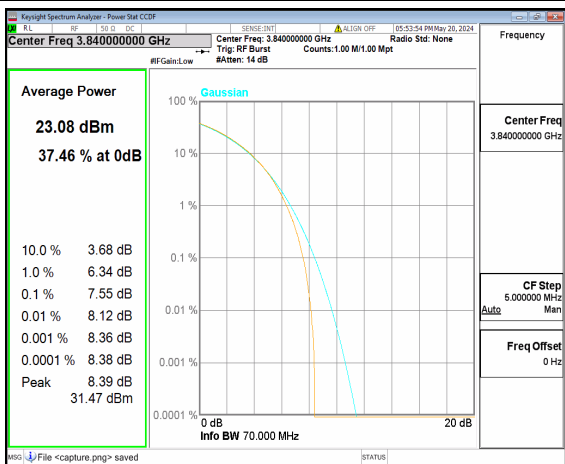 Keysight Spectrum Analyzer - Power Stat CCDF
RL RF 50 Ω DC SENSE:INT ALIGN OFF 05:53:54 PM May 20, 2024
Center Freq 3.840000000 GHz
Center Freq: 3.840000000 GHz Radio Std: None
Trig: RF Burst Counts:1.00 M/1.00 Mpt
#IFGain:Low #Atten: 14 dB
Frequency
Average Power
23.08 dBm
37.46 % at 0dB
10.0 % 3.68 dB
1.0 % 6.34 dB
0.1 % 7.55 dB
0.01 % 8.12 dB
0.001 % 8.36 dB
0.0001 % 8.38 dB
Peak 8.39 dB
31.47 dBm
Gaussian
100 %
10 %
1 %
0.1 %
0.01 %
0.001 %
0.0001 %
0 dB 20 dB
Info BW 70.000 MHz
Center Freq
3.840000000 GHz
CF Step
5.000000 MHz
Auto Man
Freq Offset
0 Hz
MSG File <capture.png> saved STATUS